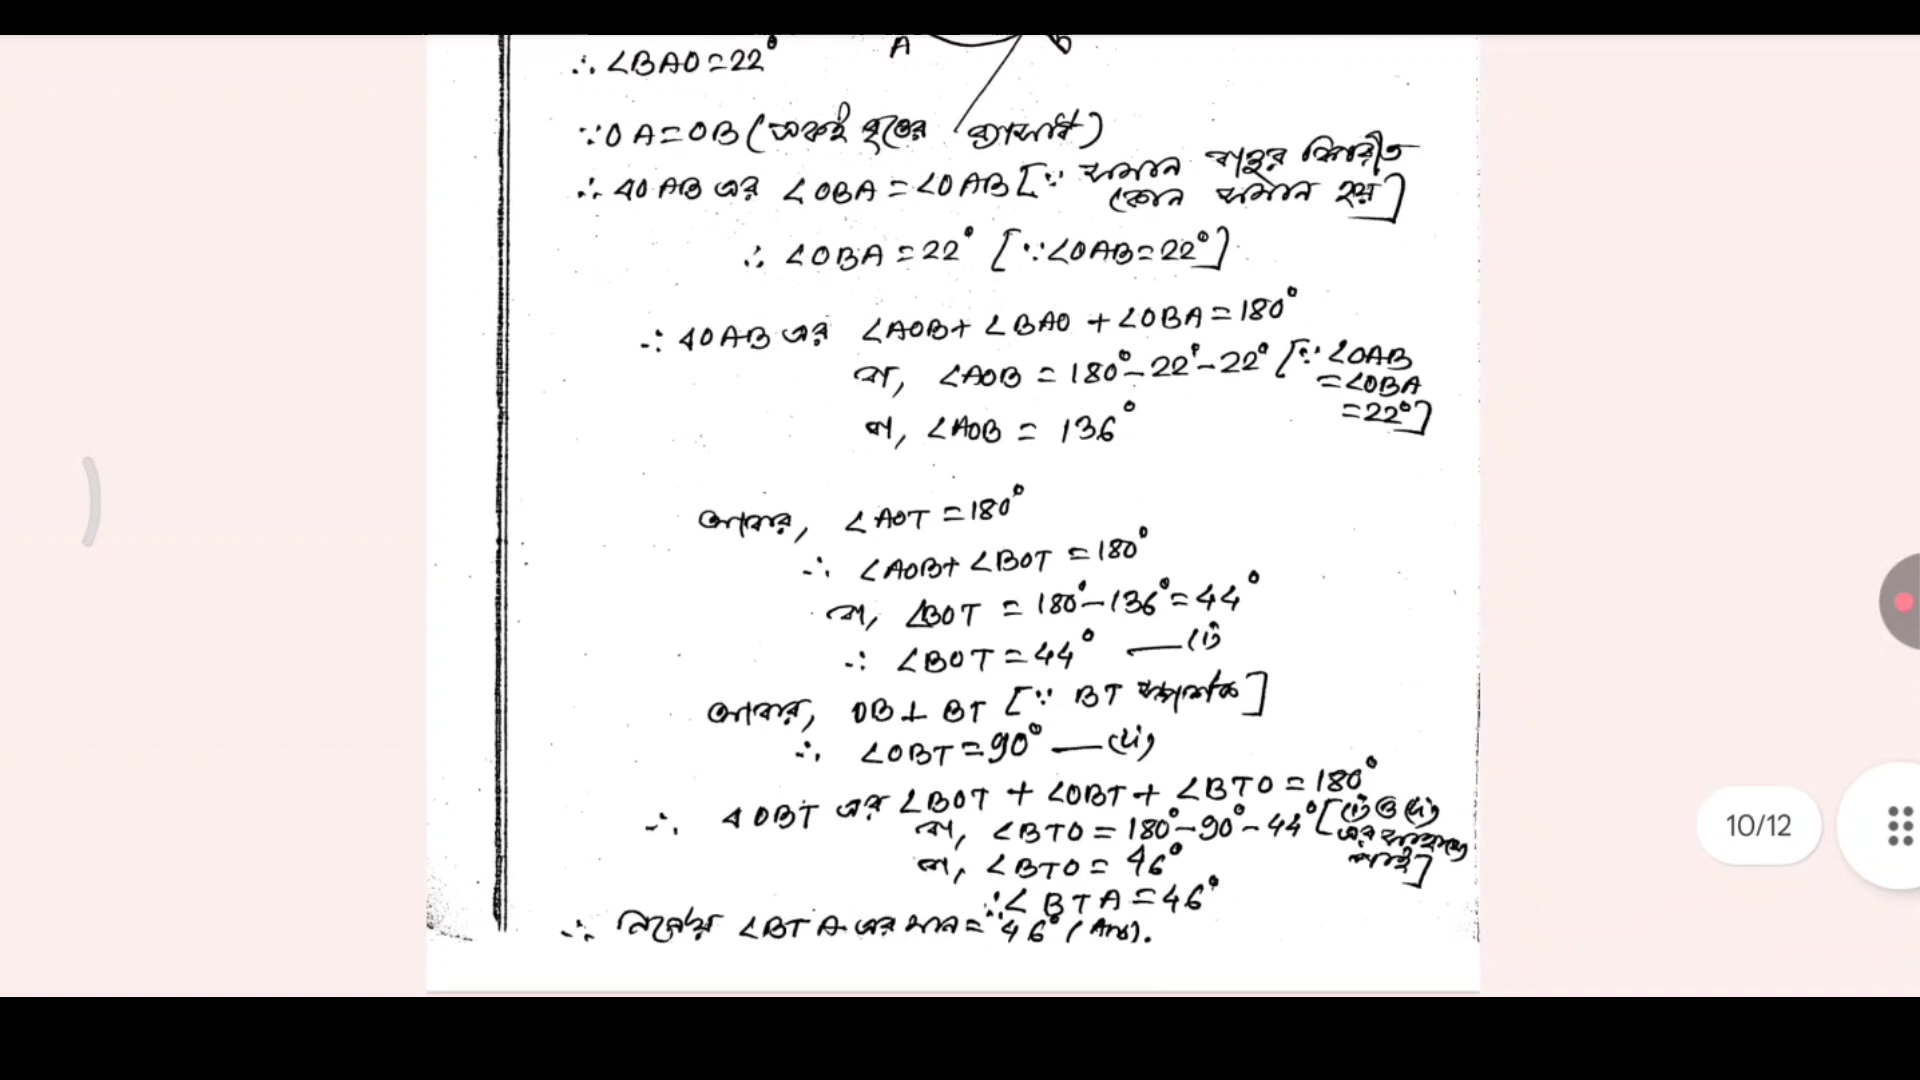 A
∴ ∠BAO = 22°
∵ OA = OB (একই বৃত্তের ব্যাসার্ধ)
∴ ΔOAB এর ∠OBA = ∠OAB [∵ সমান বাহুর বিপরীত
কোন সমান হয়]
∴ ∠OBA = 22° [∵ ∠OAB = 22°]
∴ ΔOAB এর ∠AOB + ∠BAO + ∠OBA = 180°
বা, ∠AOB = 180° - 22° - 22° [∵ ∠OAB
= ∠OBA
= 22°]
বা, ∠AOB = 136°
আবার, ∠AOT = 180°
∴ ∠AOB + ∠BOT = 180°
বা, ∠BOT = 180° - 136° = 44°
∴ ∠BOT = 44° —(i)
আবার, OB ⊥ BT [∵ BT স্পর্শক]
∴ ∠OBT = 90° —(ii)
∴ ΔOBT এর ∠BOT + ∠OBT + ∠BTO = 180°
বা, ∠BTO = 180° - 90° - 44° [(i) ও (ii)
এর সাহায্যে
পাই]
বা, ∠BTO = 46°
∴ ∠BTA = 46°
∴ নির্ণেয় ∠BTA এর মান = 46° (Ans).
10/12